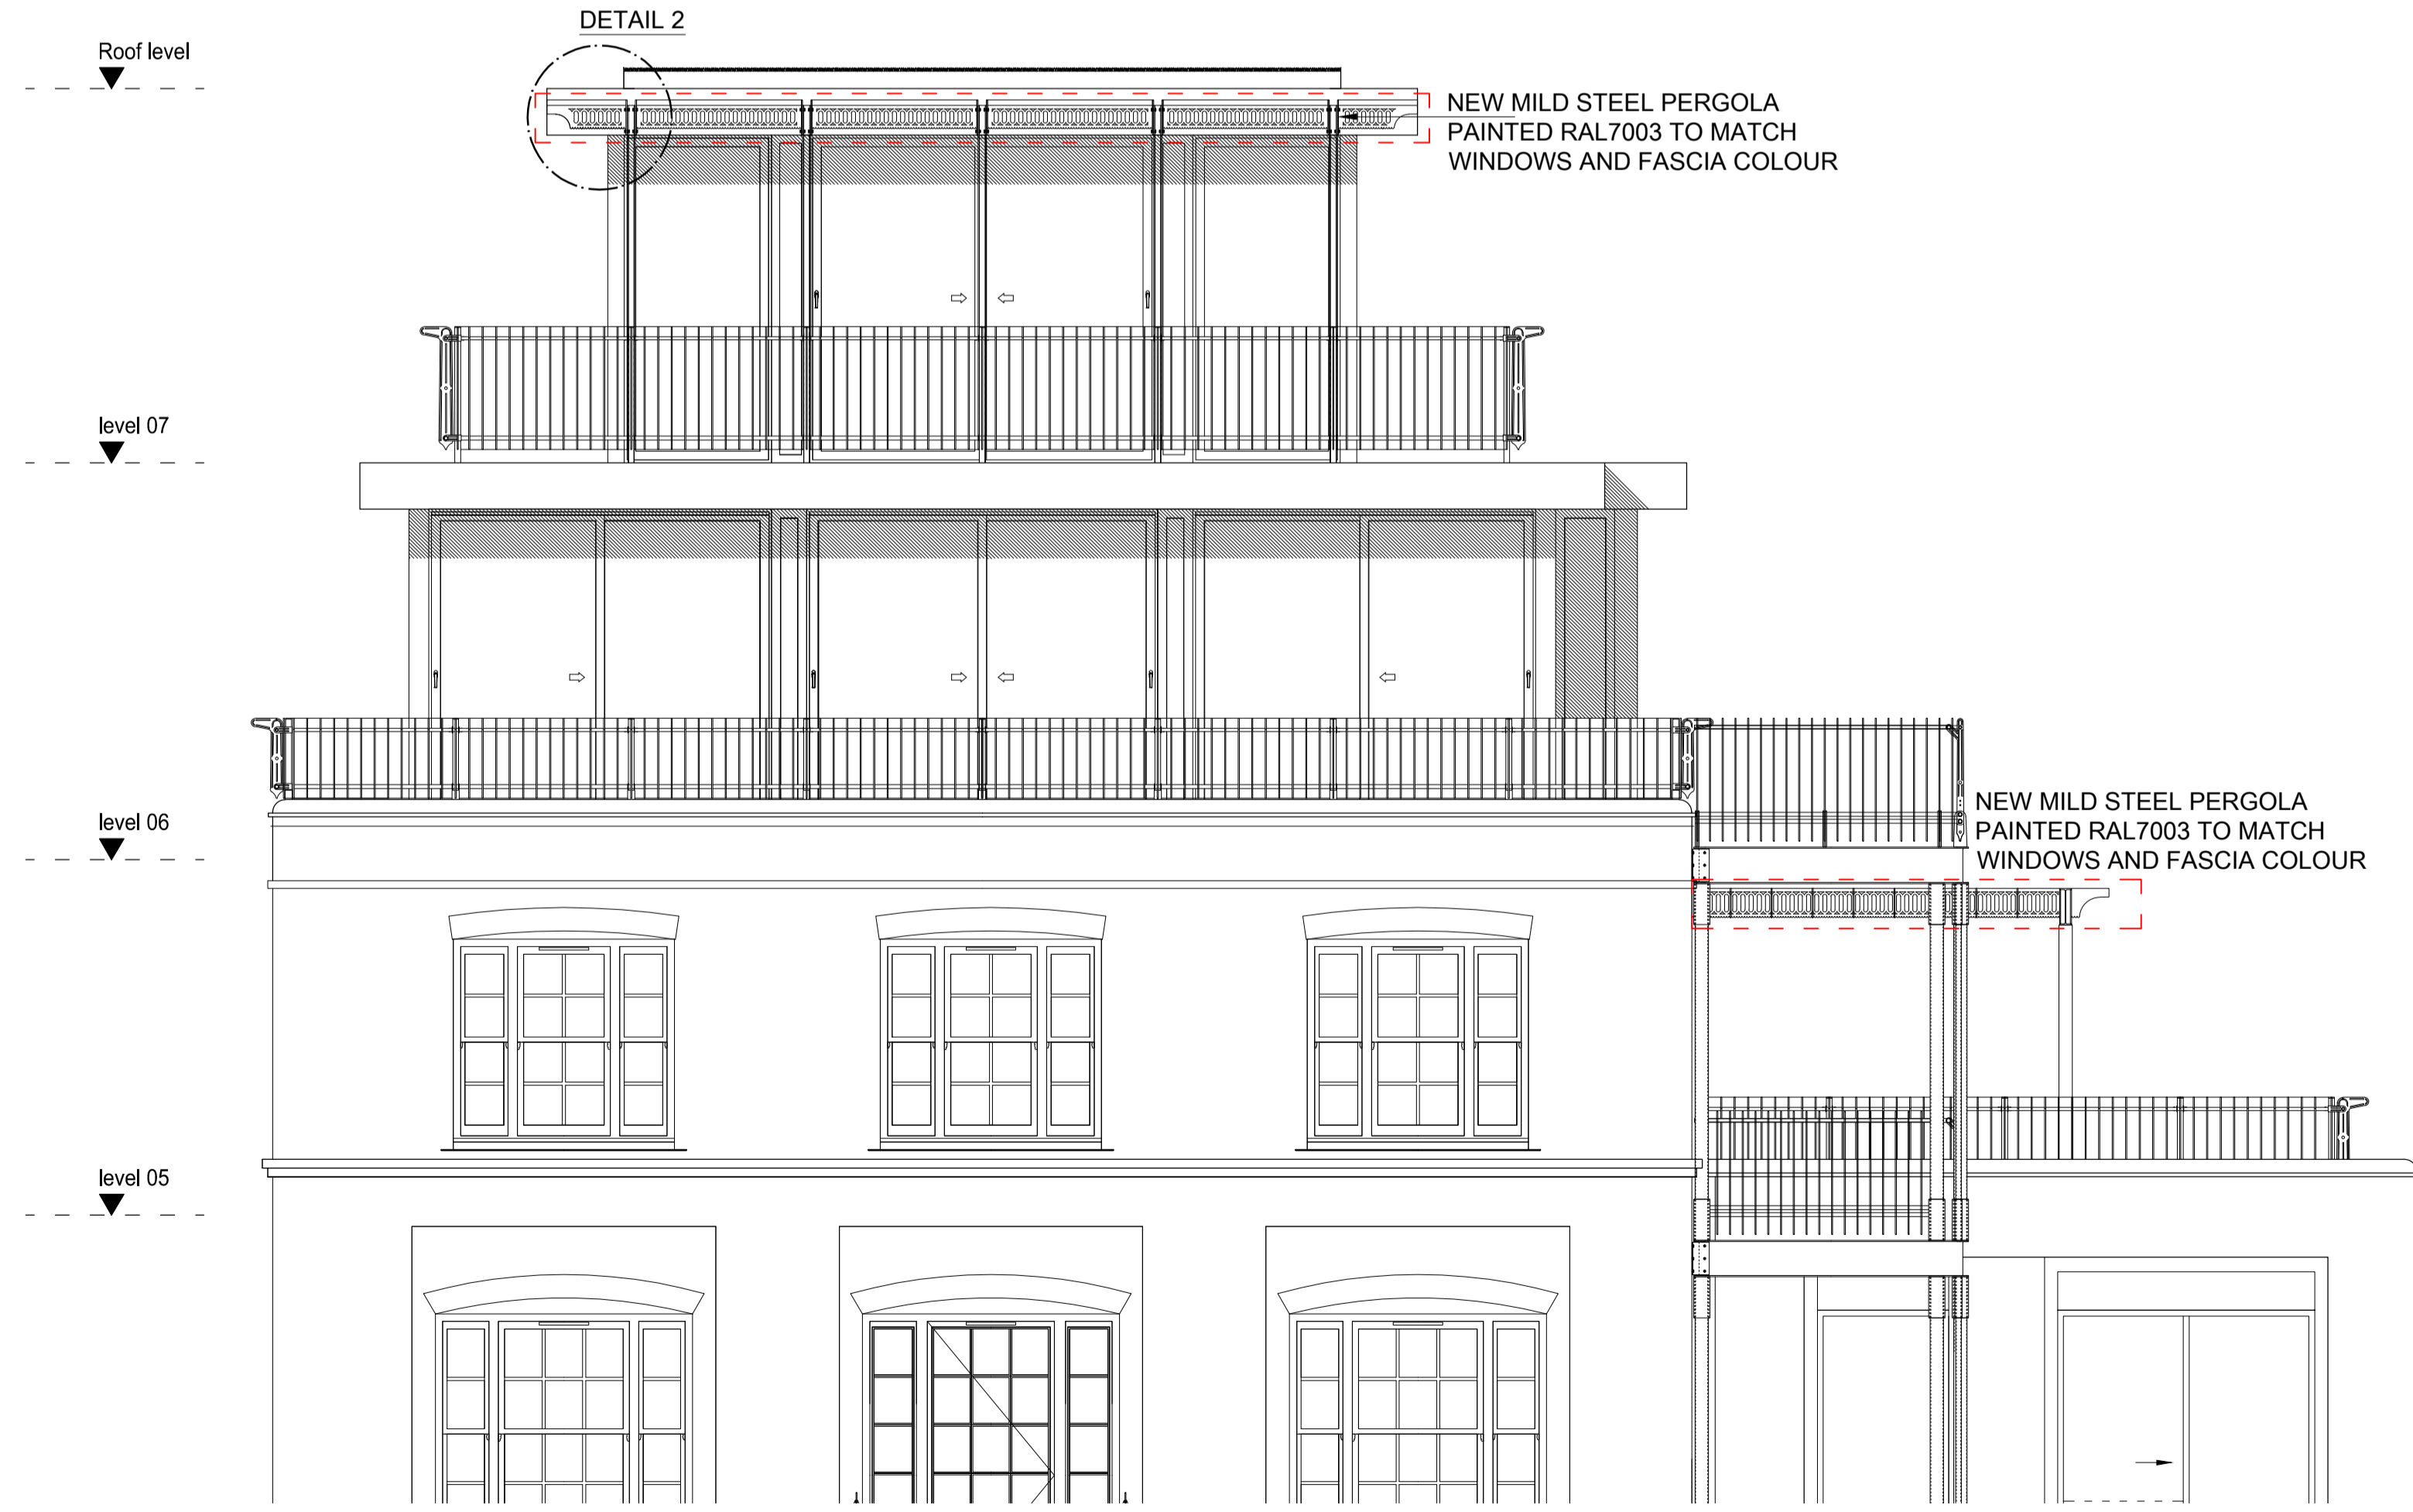 DETAIL 2
Roof level
NEW MILD STEEL PERGOLA
PAINTED RAL7003 TO MATCH
WINDOWS AND FASCIA COLOUR
level 07
level 06
NEW MILD STEEL PERGOLA
PAINTED RAL7003 TO MATCH
WINDOWS AND FASCIA COLOUR
level 05